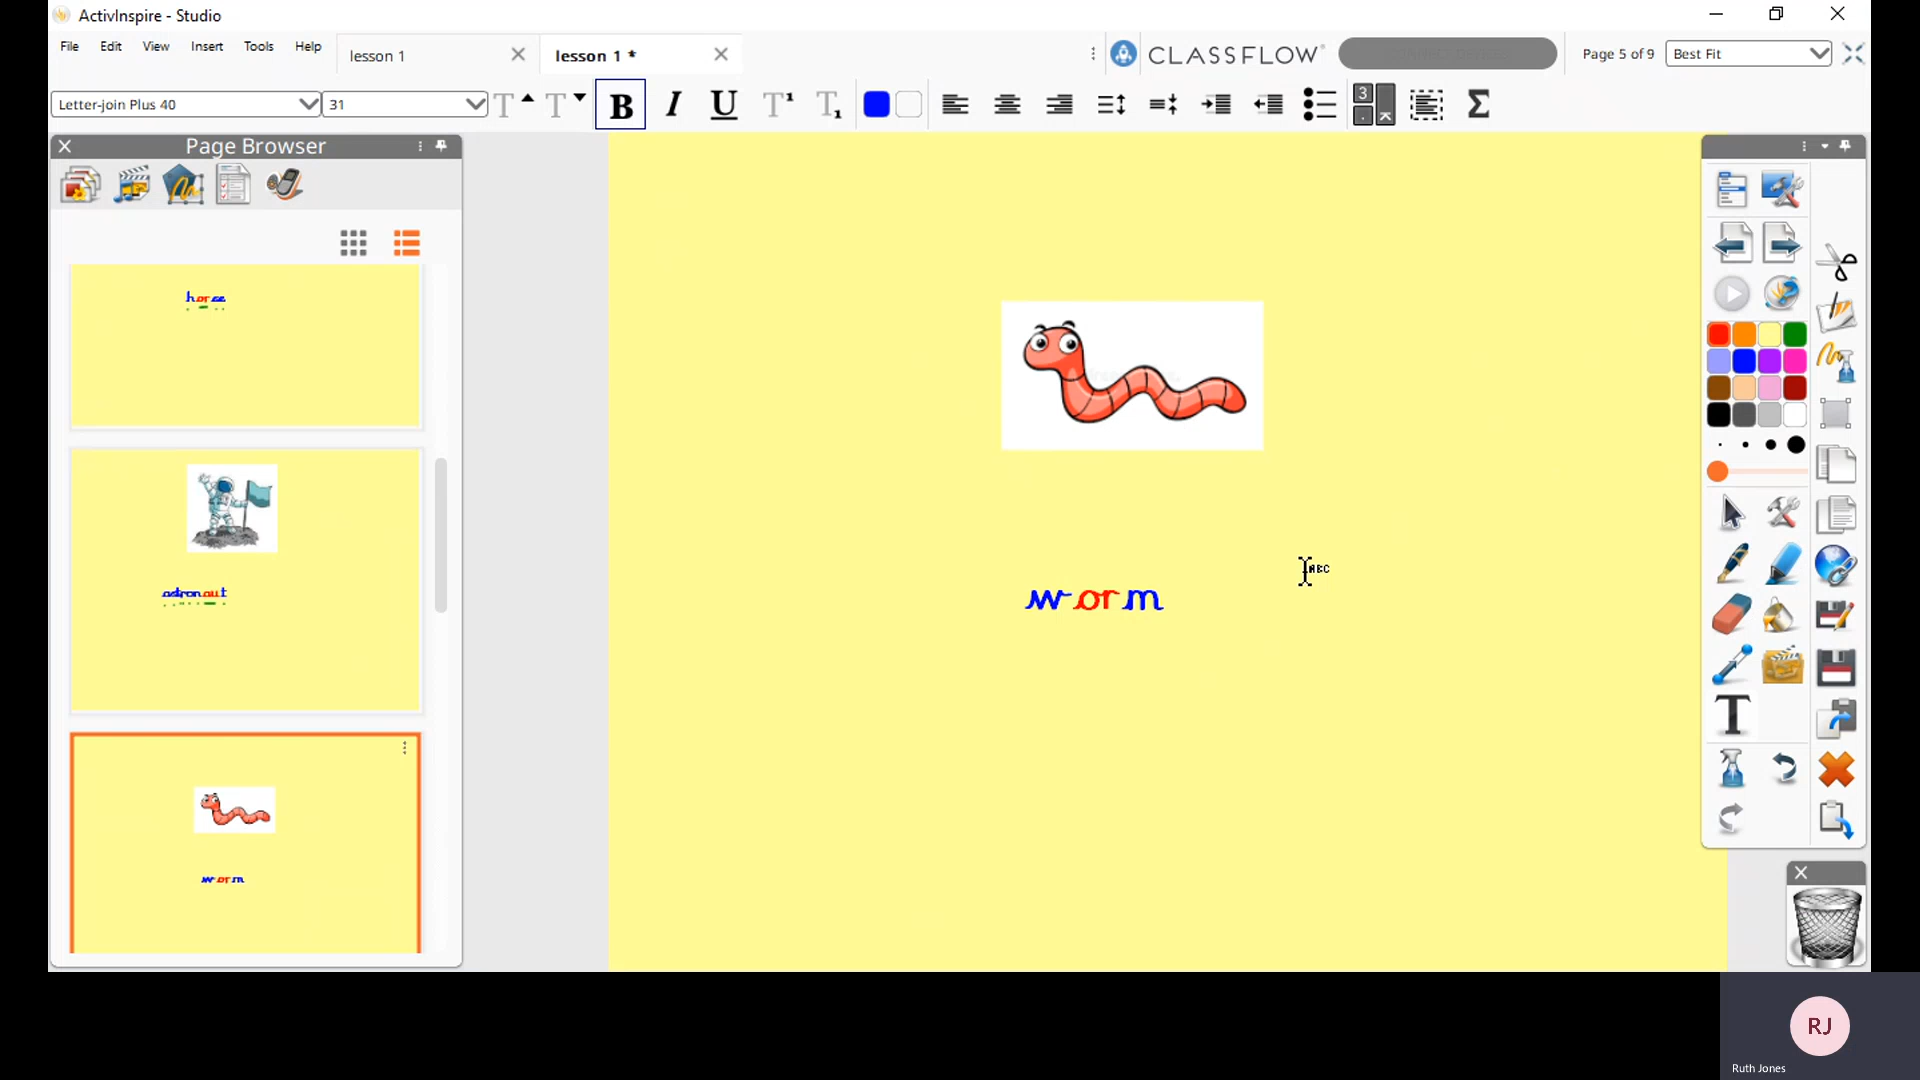 ActivInspire - Studio
File Edit View Insert Tools Help
lesson 1
lesson 1 *
CLASSFLOW
Page 5 of 9
Best Fit
Letter-join Plus 40
31
B I U
Page Browser
horse
astronaut
worm
worm
ABC
RJ
Ruth Jones